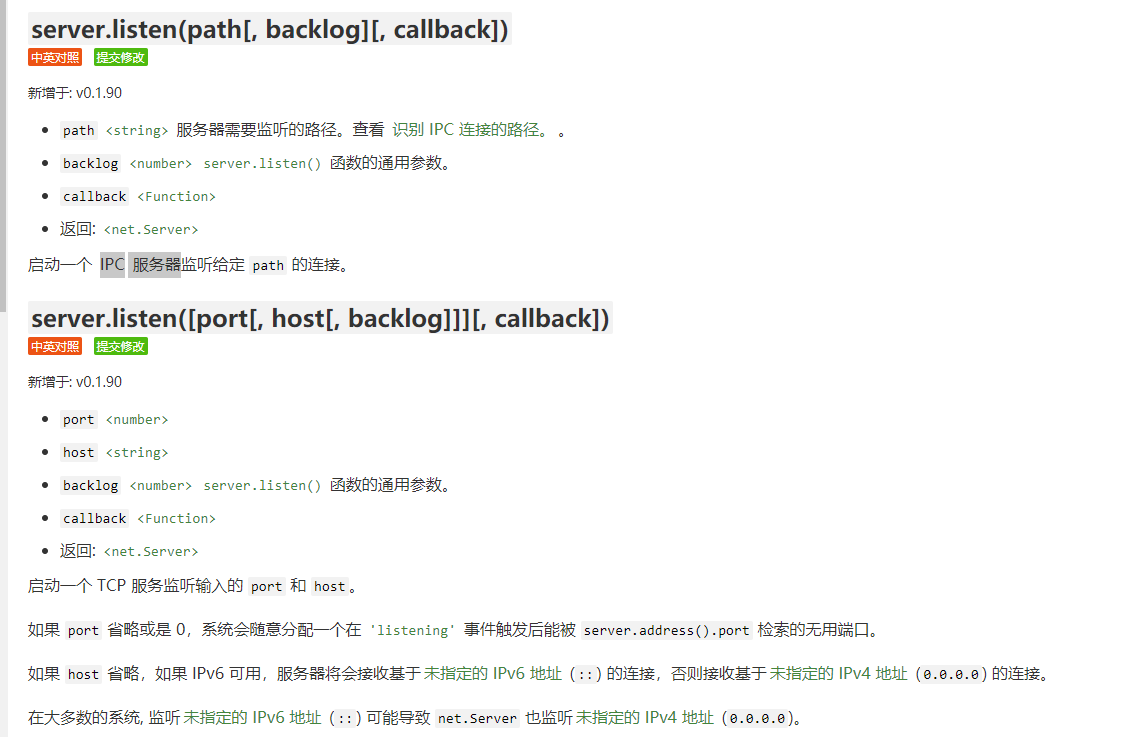 server.listen(path[, backlog][, callback])
中英对照 提交修改
新增于: v0.1.90
path <string> 服务器需要监听的路径。查看 识别 IPC 连接的路径。 。
backlog <number> server.listen() 函数的通用参数。
callback <Function>
返回: <net.Server>
启动一个 IPC 服务器监听给定 path 的连接。
server.listen([port[, host[, backlog]]][, callback])
中英对照 提交修改
新增于: v0.1.90
port <number>
host <string>
backlog <number> server.listen() 函数的通用参数。
callback <Function>
返回: <net.Server>
启动一个 TCP 服务监听输入的 port 和 host。
如果 port 省略或是 0，系统会随意分配一个在 'listening' 事件触发后能被 server.address().port 检索的无用端口。
如果 host 省略，如果 IPv6 可用，服务器将会接收基于未指定的 IPv6 地址 (::) 的连接，否则接收基于未指定的 IPv4 地址 (0.0.0.0) 的连接。
在大多数的系统, 监听未指定的 IPv6 地址 (::) 可能导致 net.Server 也监听未指定的 IPv4 地址 (0.0.0.0)。